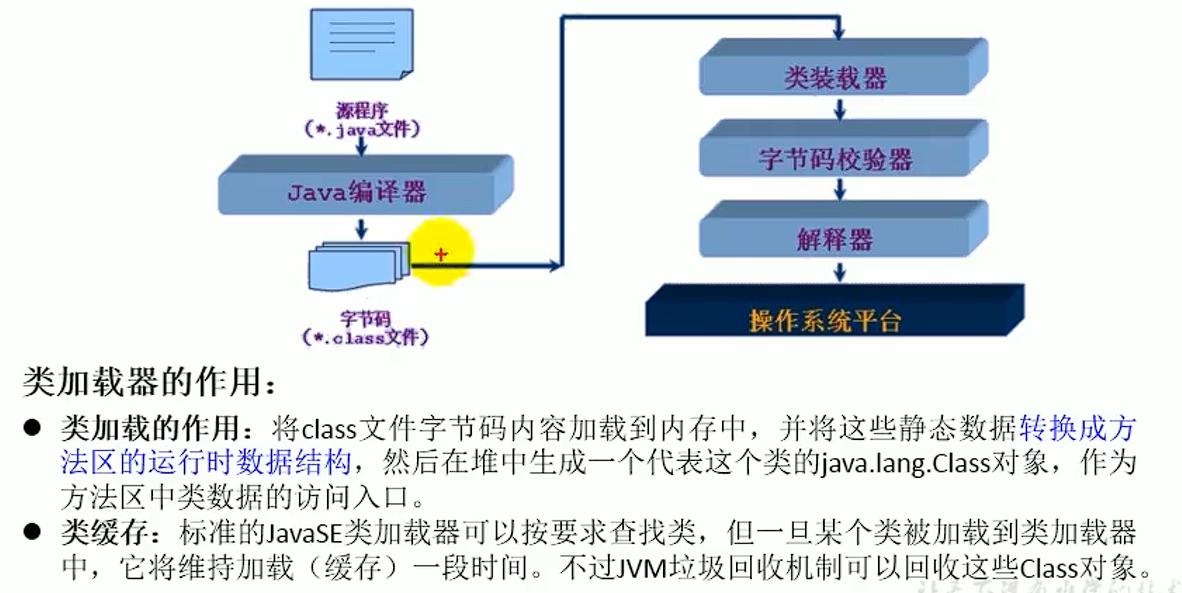 源程序
(*.java文件)
Java编译器
字节码
(*.class文件)
类装载器
字节码校验器
解释器
操作系统平台
类加载器的作用：
● 类加载的作用：将class文件字节码内容加载到内存中，并将这些静态数据转换成方
法区的运行时数据结构，然后在堆中生成一个代表这个类的java.lang.Class对象，作为
方法区中类数据的访问入口。
● 类缓存：标准的JavaSE类加载器可以按要求查找类，但一旦某个类被加载到类加载器
中，它将维持加载（缓存）一段时间。不过JVM垃圾回收机制可以回收这些Class对象。